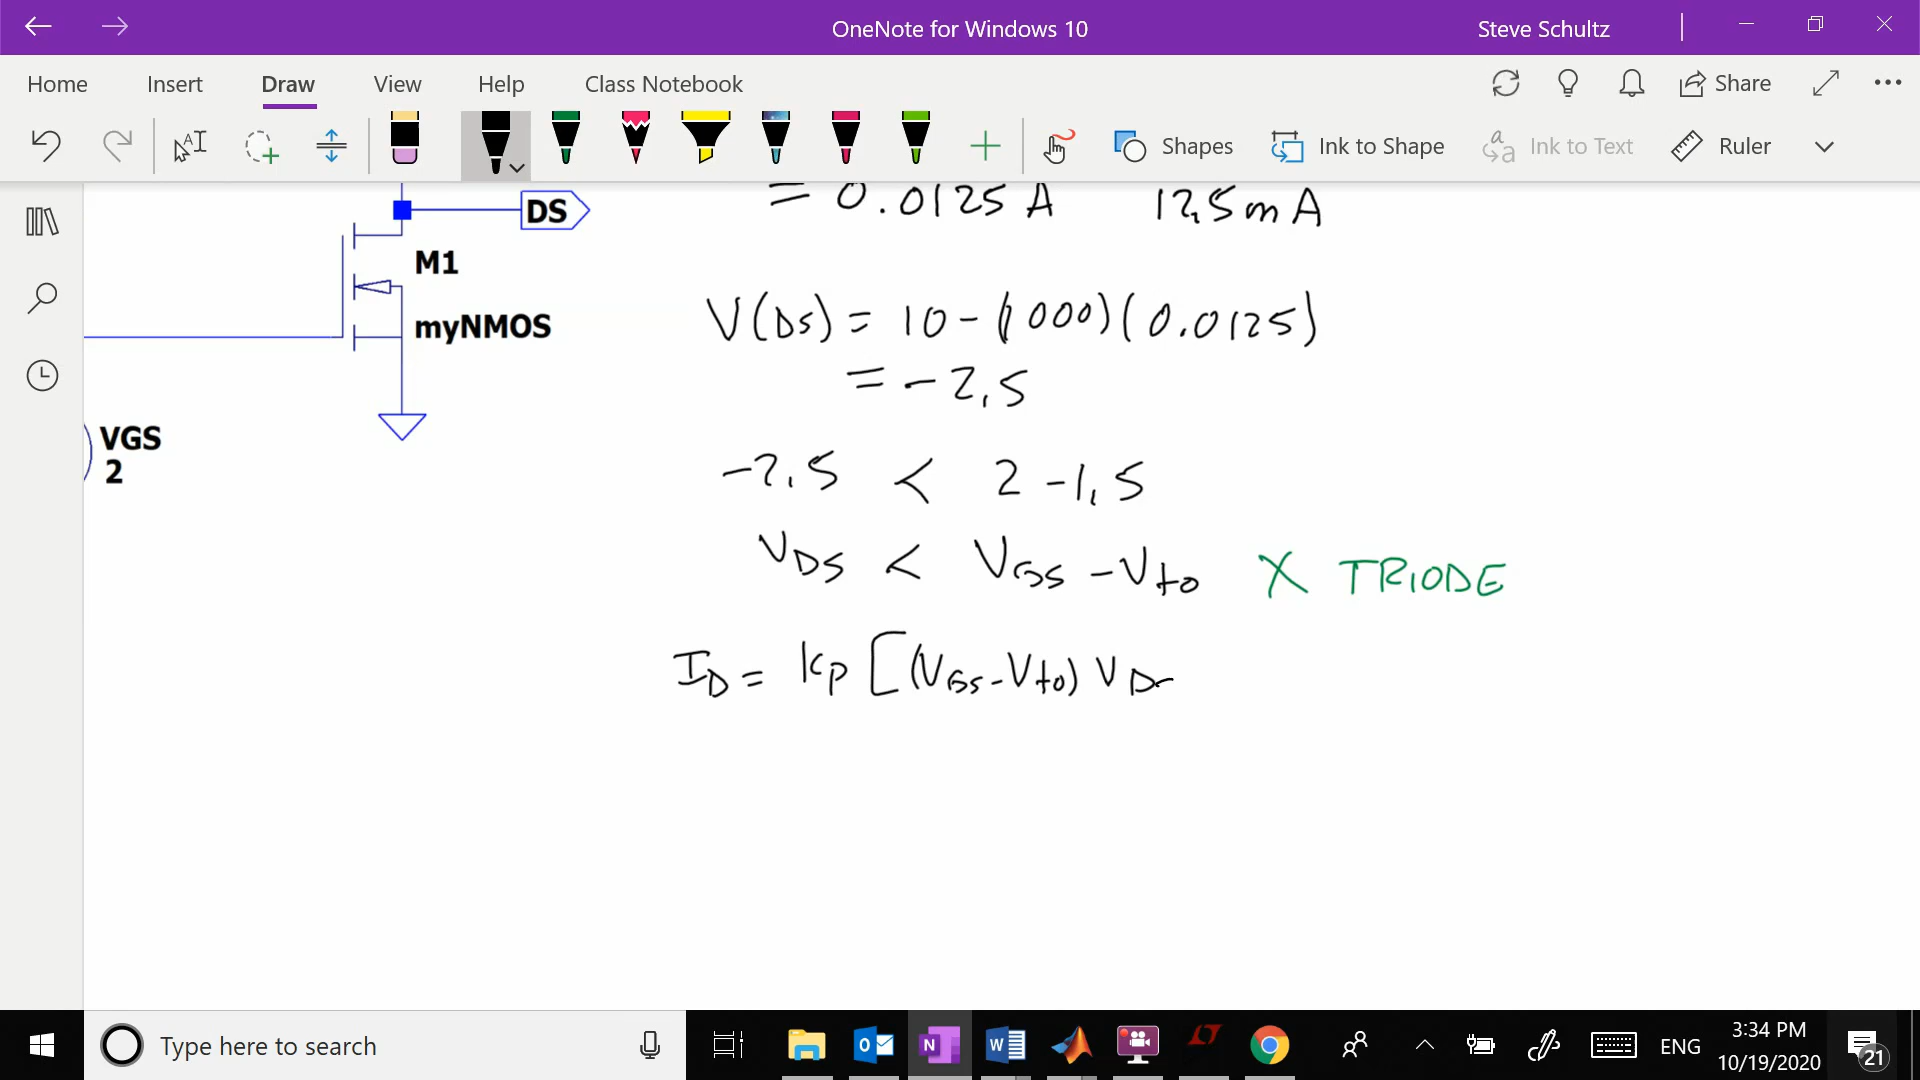 OneNote for Windows 10
Steve Schultz
Home Insert Draw View Help Class Notebook
Share
Shapes Ink to Shape Ink to Text Ruler
= 0.0125 A 12.5 mA
DS
M1
myNMOS
VGS
2
V(DS) = 10 - (1000)(0.0125)
= -2.5
-2.5 < 2 - 1.5
VDS < VGS - Vto X TRIODE
ID = kp [(VGS - Vto) VD
Type here to search
ENG
3:34 PM
10/19/2020
21